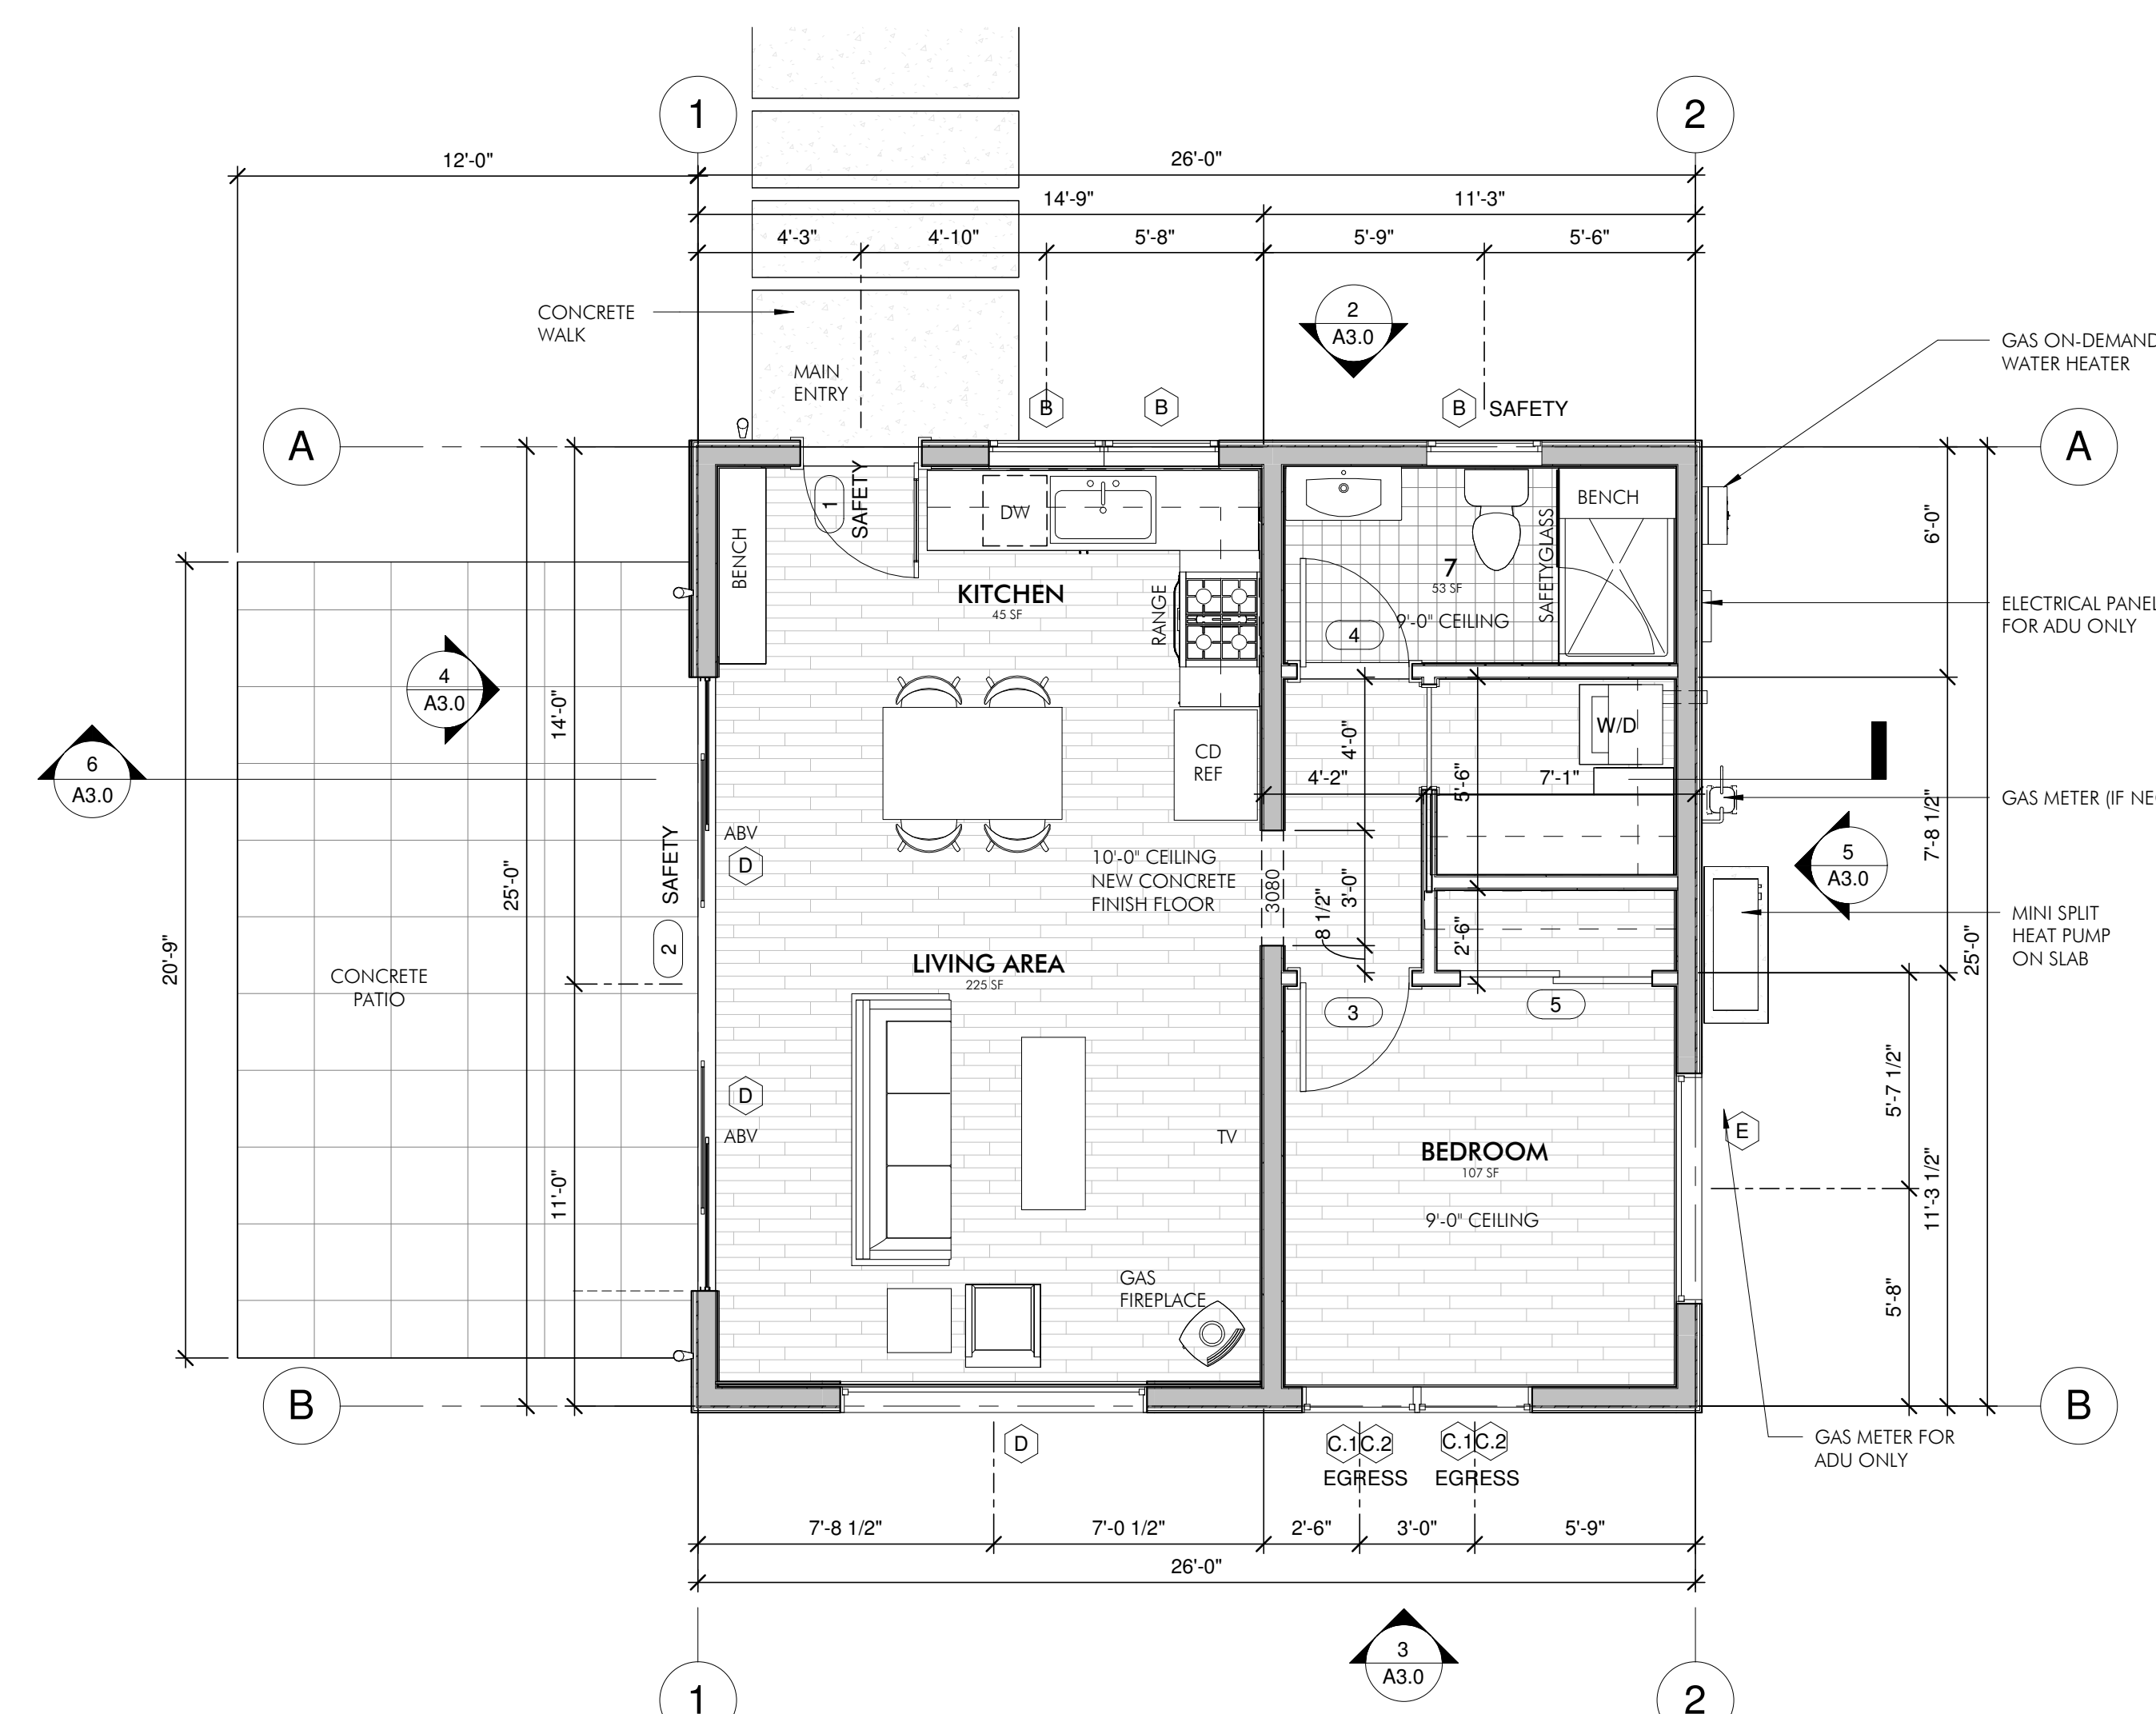 1
2
12'-0"
26'-0"
14'-9"
11'-3"
4'-3"
4'-10"
5'-8"
5'-9"
5'-6"
CONCRETE
WALK
MAIN
ENTRY
2
A3.0
GAS ON-DEMAND
WATER HEATER
B
B
B
SAFETY
A
A
1
SAFETY
DW
BENCH
BENCH
SAFETYGLASS
6'-0"
KITCHEN
45 SF
RANGE
7
53 SF
9'-0" CEILING
4
ELECTRICAL PANEL
FOR ADU ONLY
4
A3.0
14'-0"
6
A3.0
CD
REF
4'-0"
W/D
4'-2"
5'-6"
7'-1"
GAS METER (IF NE
7'-8 1/2"
ABV
D
SAFETY
25'-0"
10'-0" CEILING
NEW CONCRETE
FINISH FLOOR
3080
3'-0"
8 1/2"
2'-6"
5
A3.0
MINI SPLIT
HEAT PUMP
ON SLAB
25'-0"
20'-9"
CONCRETE
PATIO
2
LIVING AREA
225 SF
3
5
5'-7 1/2"
D
ABV
TV
E
BEDROOM
107 SF
9'-0" CEILING
11'-0"
11'-3 1/2"
5'-8"
GAS
FIREPLACE
B
B
D
C.1
C.2
C.1
C.2
EGRESS
EGRESS
GAS METER FOR
ADU ONLY
7'-8 1/2"
7'-0 1/2"
2'-6"
3'-0"
5'-9"
26'-0"
3
A3.0
1
2